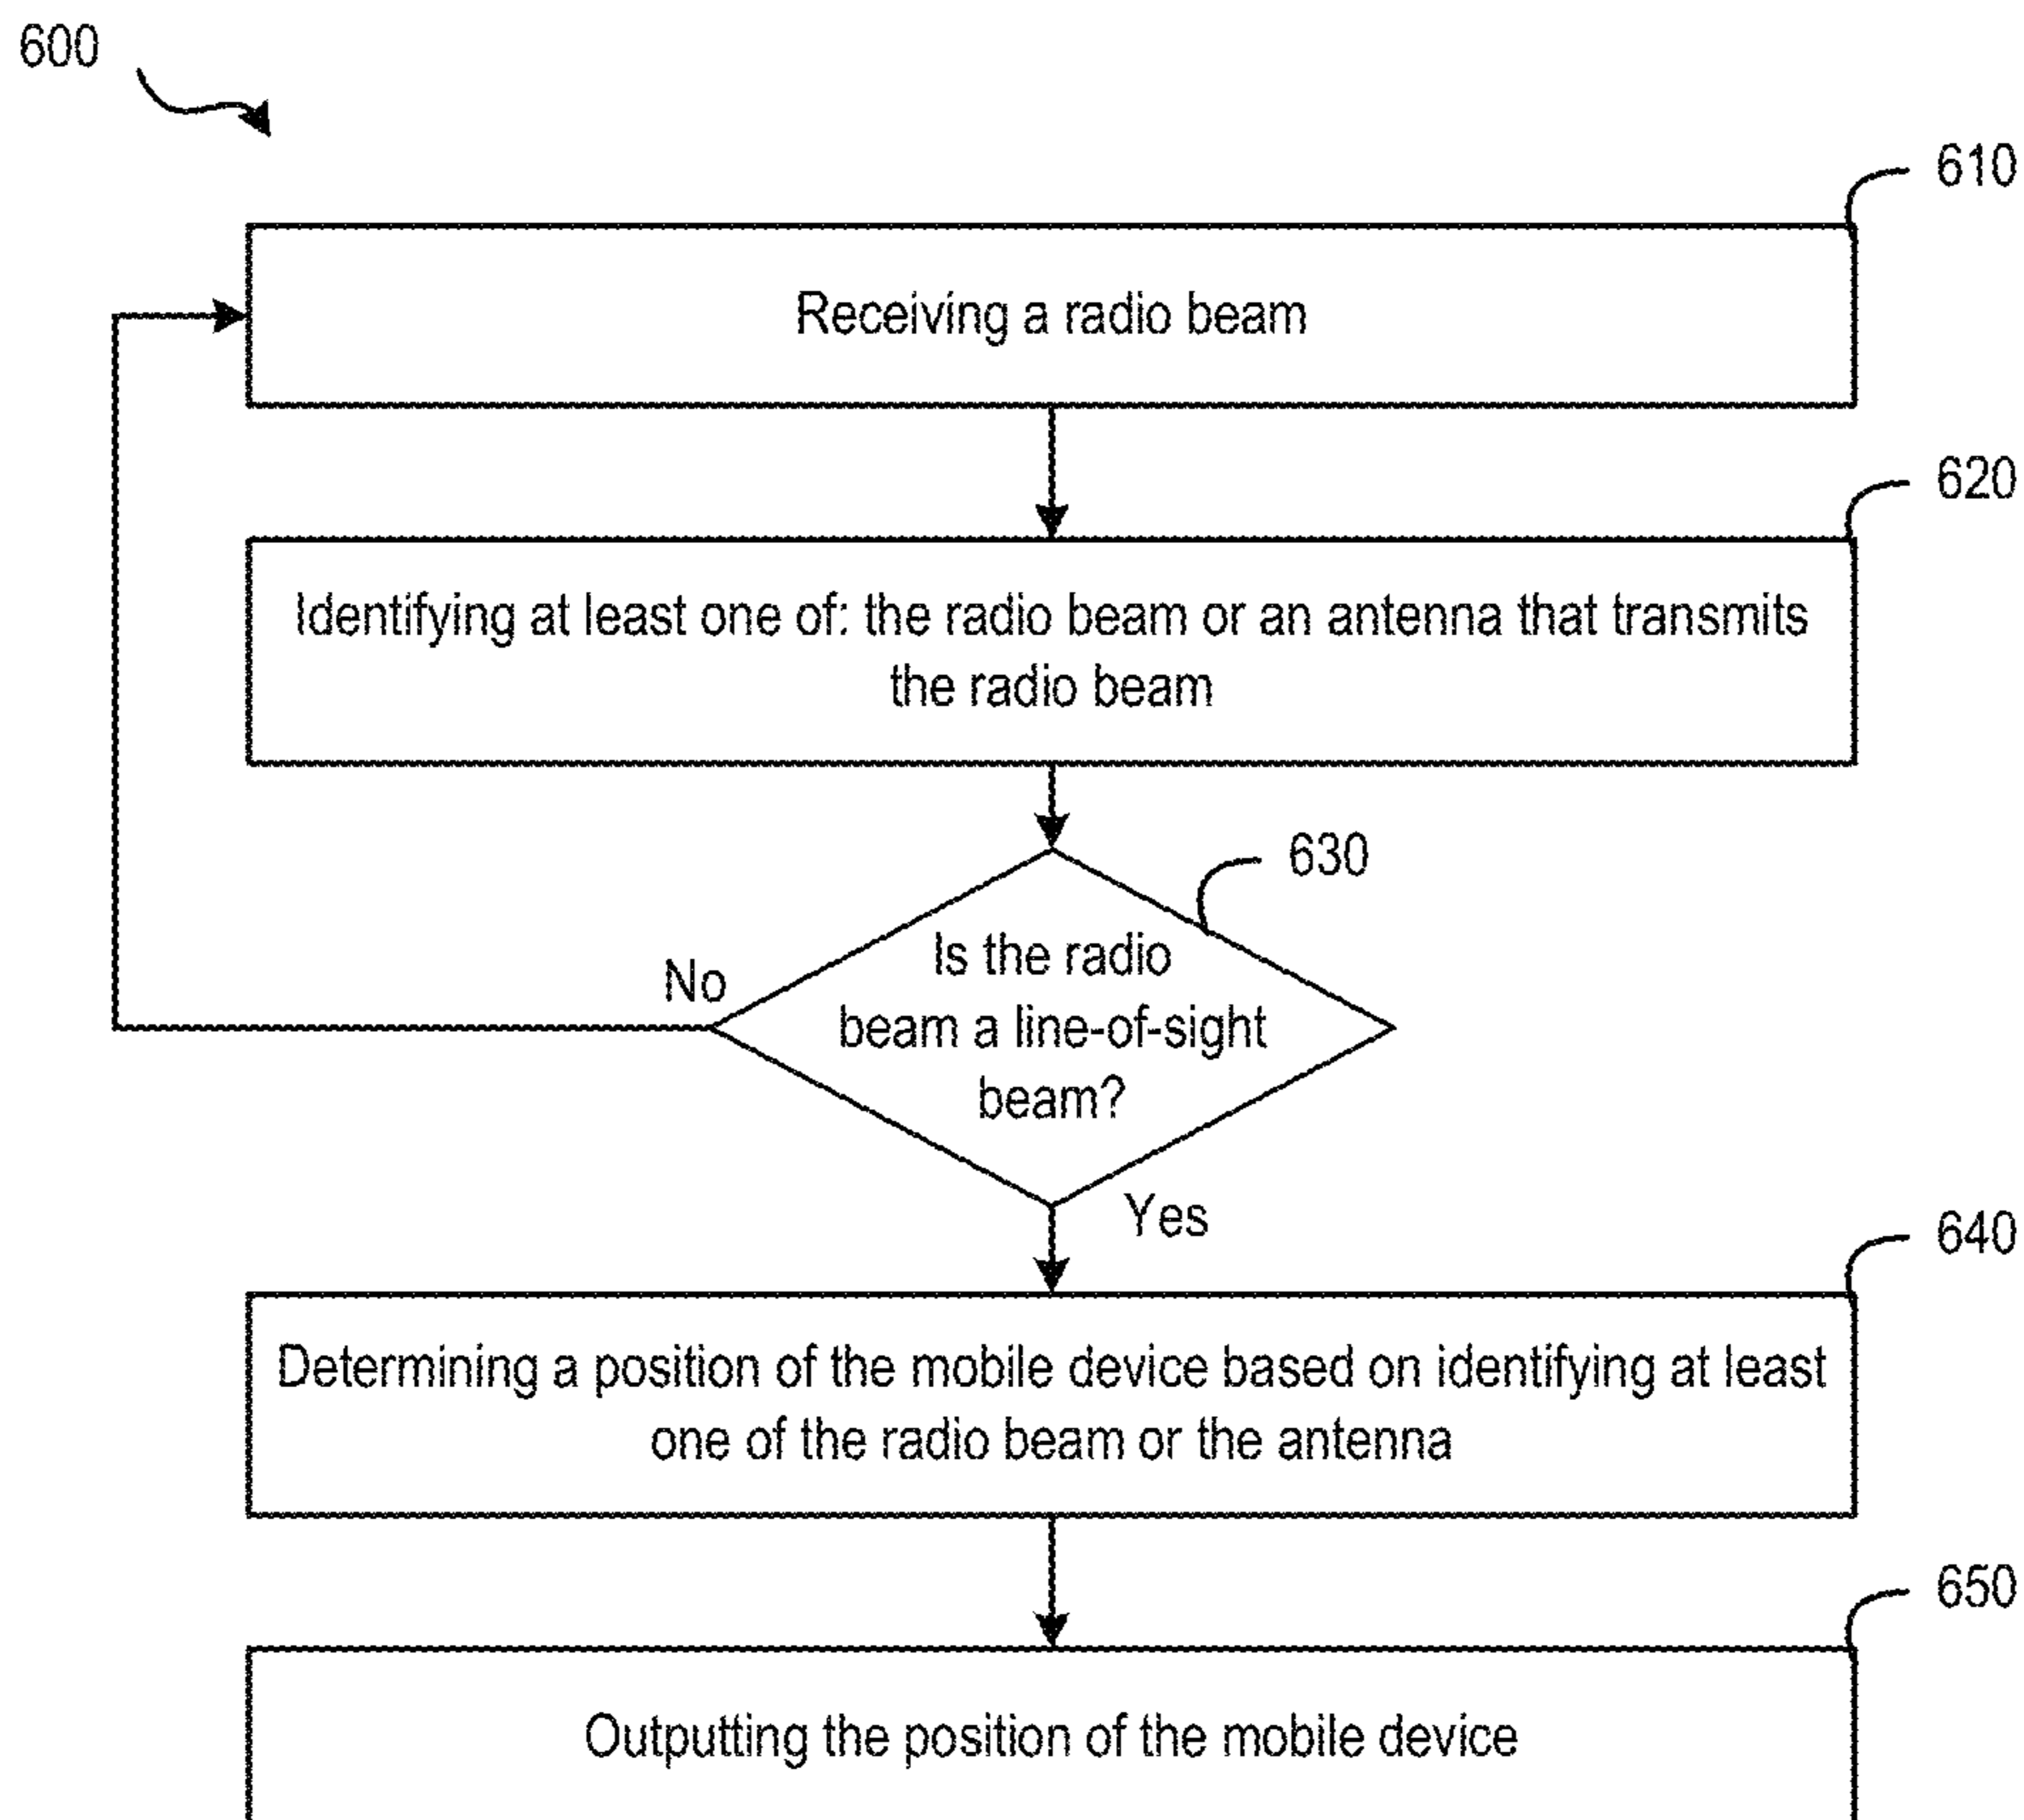 600
610
Receiving a radio beam
620
Identifying at least one of: the radio beam or an antenna that transmits
the radio beam
630
Is the radio
beam a line-of-sight
beam?
No
Yes
640
Determining a position of the mobile device based on identifying at least
one of the radio beam or the antenna
650
Outputting the position of the mobile device